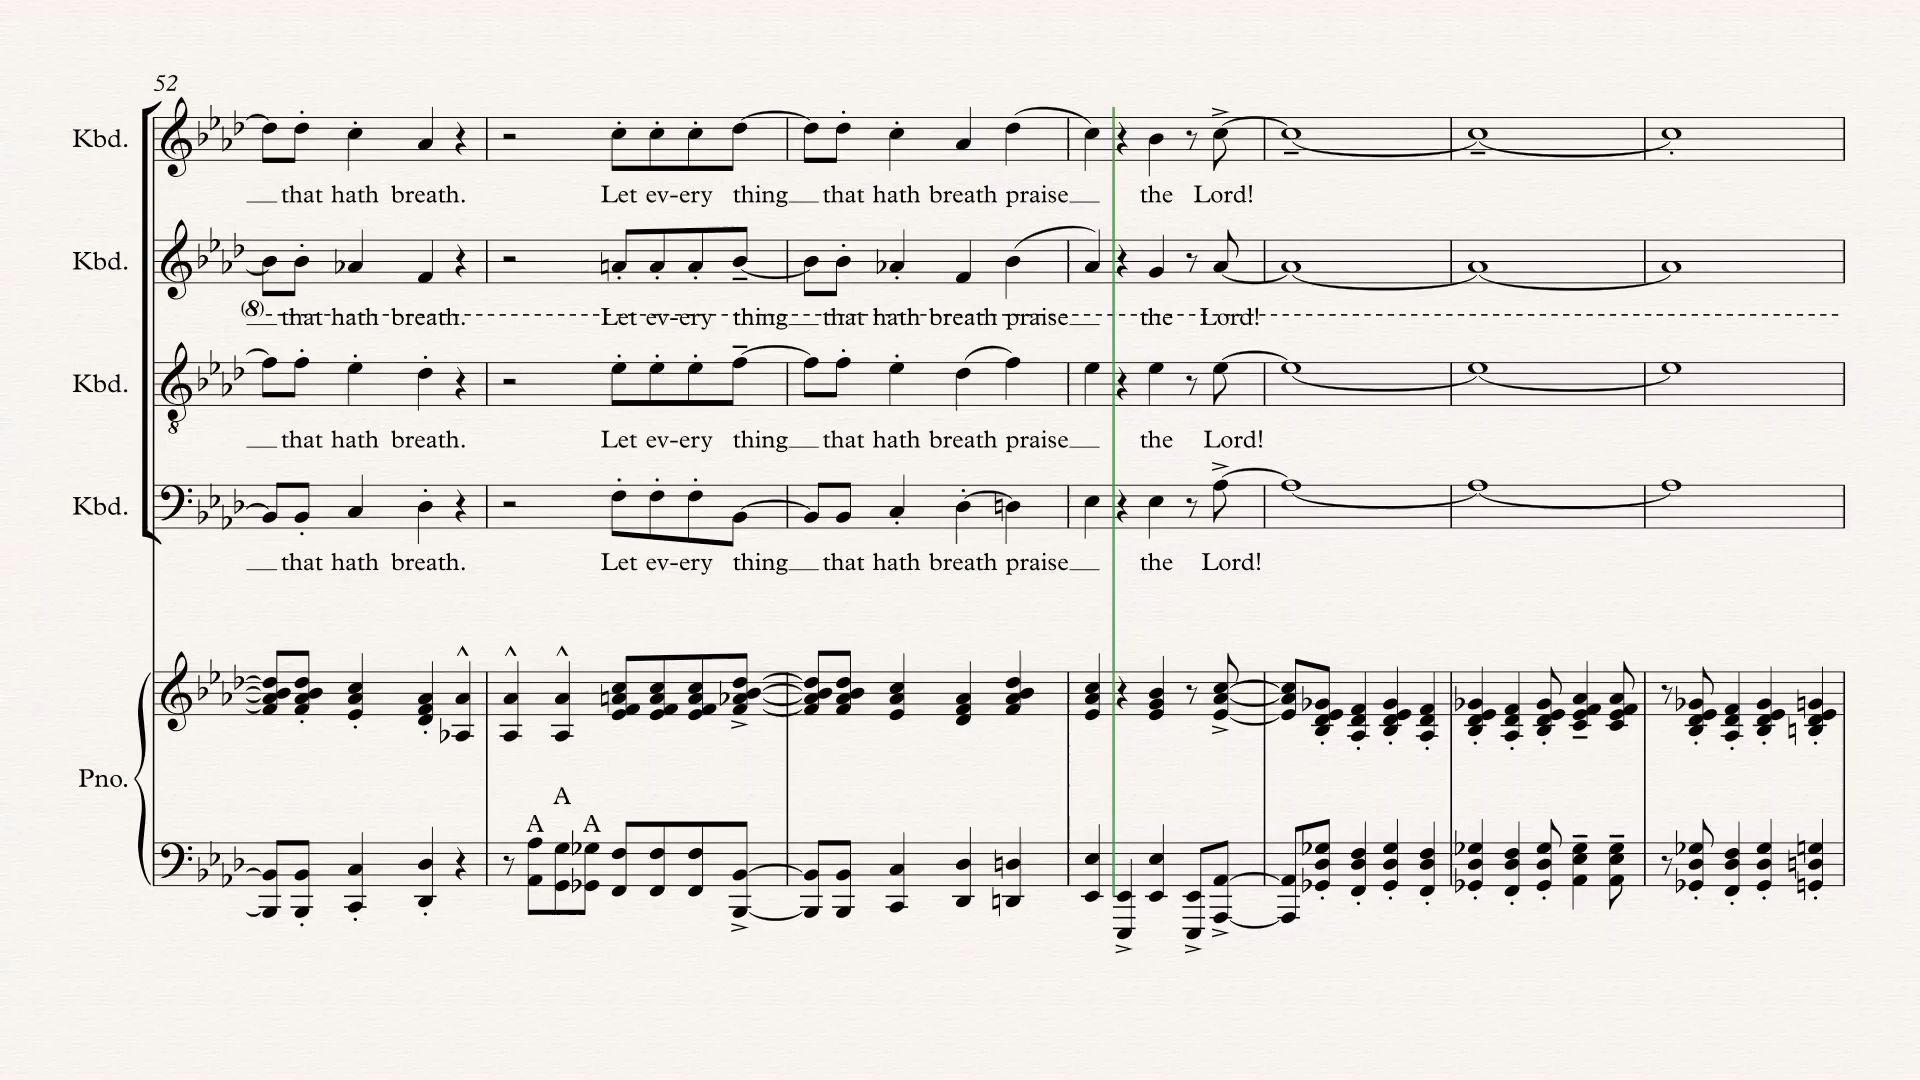 52
Kbd.
that hath breath. Let ev-ery thing that hath breath praise the Lord!
Kbd.
(8) that hath breath. Let ev-ery thing that hath breath praise the Lord!
Kbd.
8
that hath breath. Let ev-ery thing that hath breath praise the Lord!
Kbd.
that hath breath. Let ev-ery thing that hath breath praise the Lord!
Pno.
A
A A